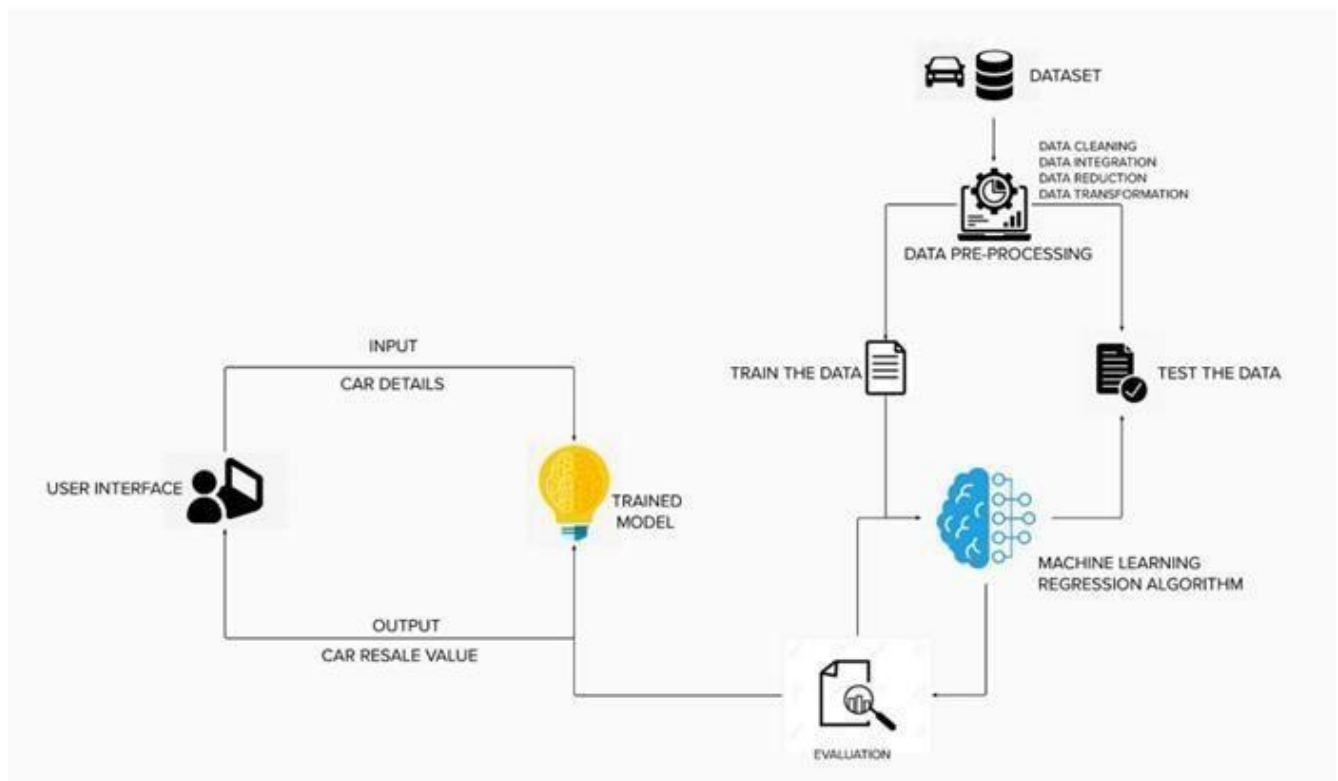 DATASET
DATA CLEANING
DATA INTEGRATION
DATA REDUCTION
DATA TRANSFORMATION
DATA PRE-PROCESSING
INPUT
CAR DETAILS
TRAIN THE DATA
TEST THE DATA
USER INTERFACE
TRAINED
MODEL
MACHINE LEARNING
REGRESSION ALGORITHM
OUTPUT
CAR RESALE VALUE
EVALUATION